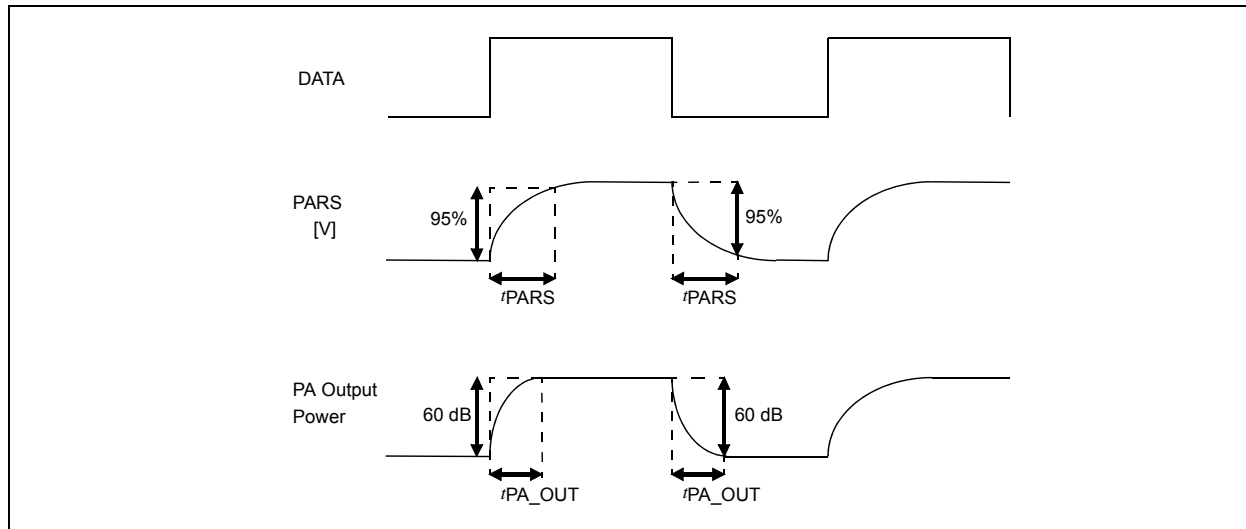 DATA
PARS
[V]
95%
95%
tPARS
tPARS
PA Output
Power
60 dB
60 dB
tPA_OUT
tPA_OUT